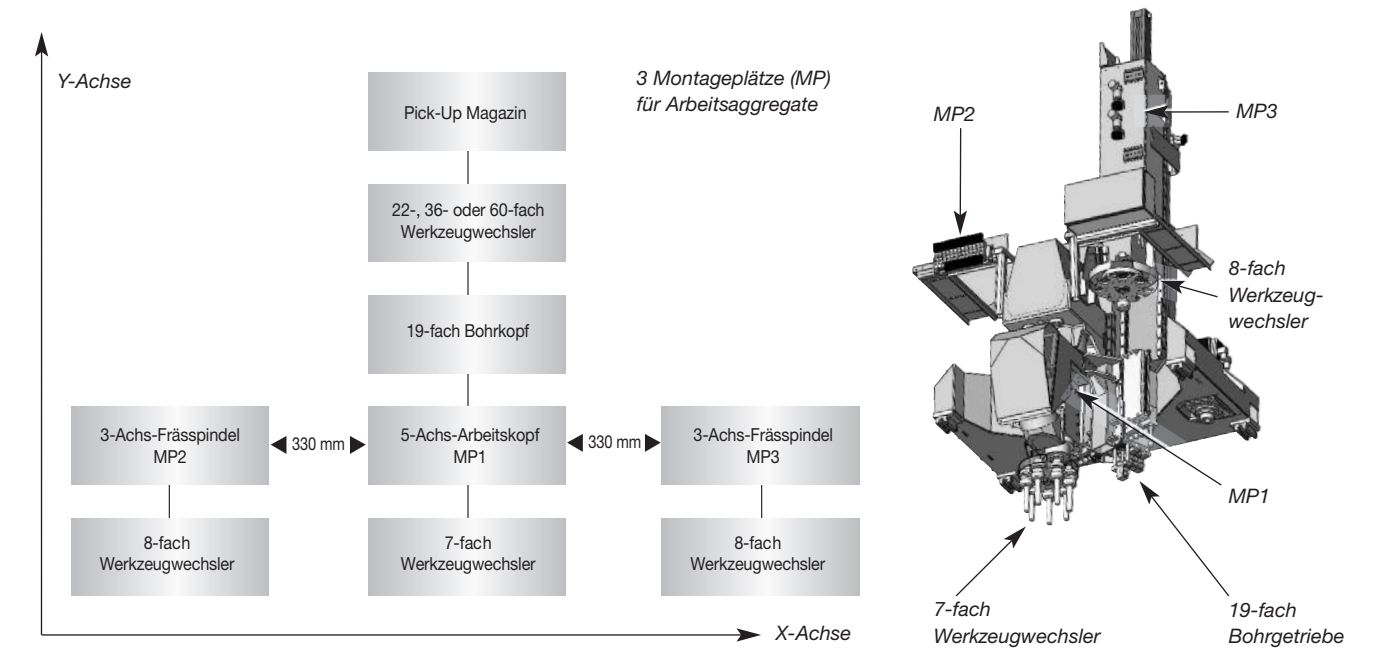 Y-Achse
Pick-Up Magazin
22-, 36- oder 60-fach
Werkzeugwechsler
19-fach Bohrkopf
3-Achs-Frässpindel
MP2
330 mm
5-Achs-Arbeitskopf
MP1
330 mm
3-Achs-Frässpindel
MP3
8-fach
Werkzeugwechsler
7-fach
Werkzeugwechsler
8-fach
Werkzeugwechsler
X-Achse
3 Montageplätze (MP)
für Arbeitsaggregate
MP2
MP3
8-fach
Werkzeug-
wechsler
MP1
7-fach
Werkzeugwechsler
19-fach
Bohrgetriebe